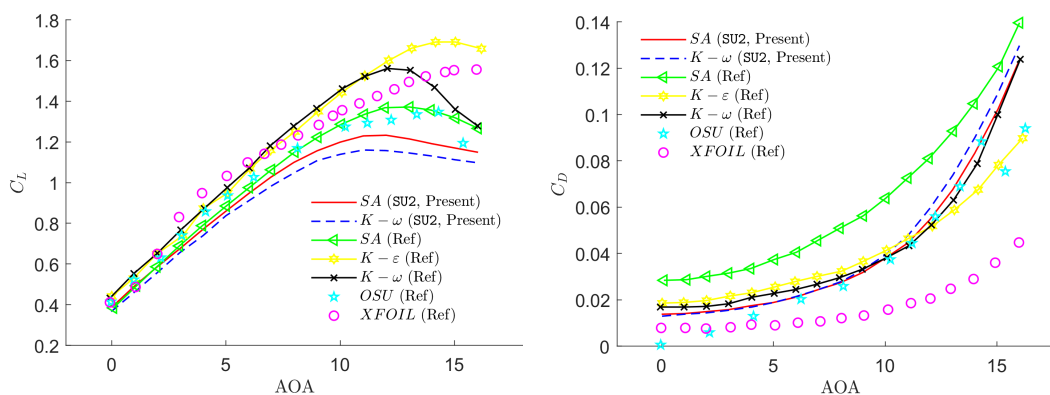 1.8
1.6
1.4
1.2
1
0.8
0.6
0.4
0.2
C_L
0 5 10 15
AOA
SA (SU2, Present)
K − ω (SU2, Present)
SA (Ref)
K − ε (Ref)
K − ω (Ref)
OSU (Ref)
XFOIL (Ref)
0.14
0.12
0.10
0.08
0.06
0.04
0.02
0
C_D
0 5 10 15
AOA
SA (SU2, Present)
K − ω (SU2, Present)
SA (Ref)
K − ε (Ref)
K − ω (Ref)
OSU (Ref)
XFOIL (Ref)